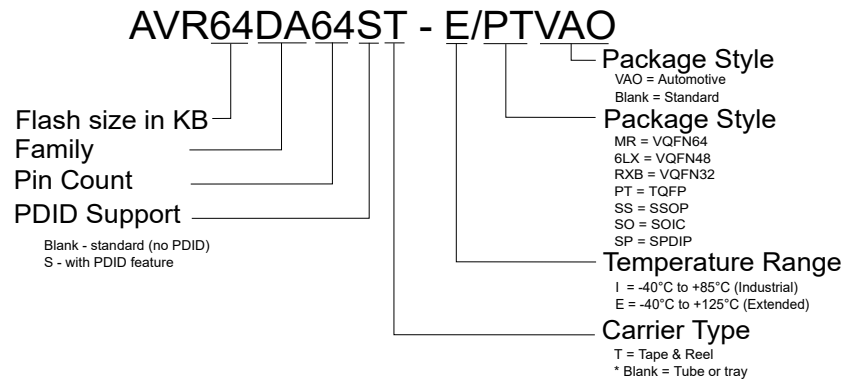 AVR64DA64ST - E/PTVAO
Package Style
VAO = Automotive
Blank = Standard
Flash size in KB
Package Style
Family
MR = VQFN64
6LX = VQFN48
Pin Count
RXB = VQFN32
PT = TQFP
PDID Support
SS = SSOP
SO = SOIC
SP = SPDIP
Blank - standard (no PDID)
S - with PDID feature
Temperature Range
I = -40°C to +85°C (Industrial)
E = -40°C to +125°C (Extended)
Carrier Type
T = Tape & Reel
* Blank = Tube or tray